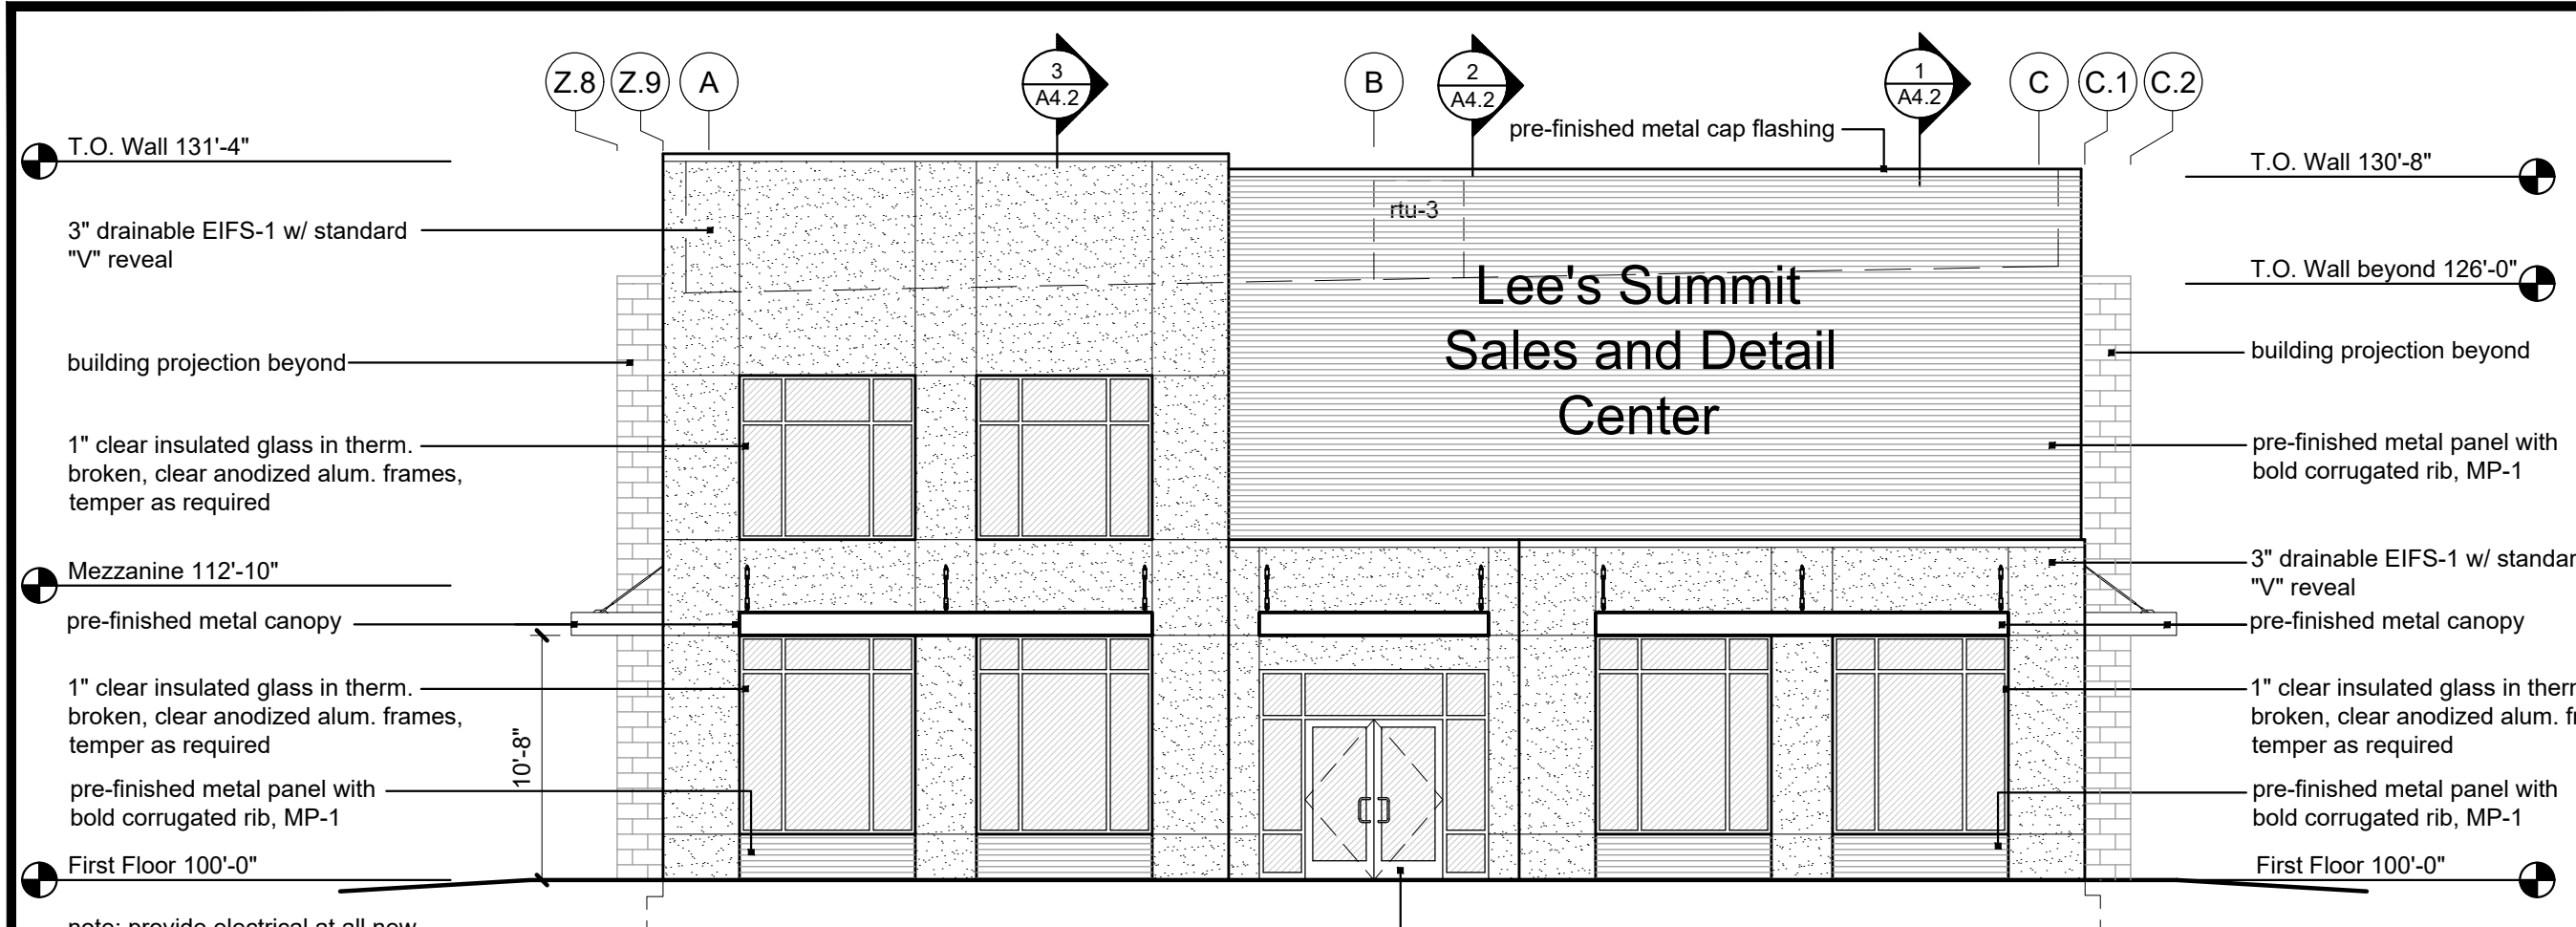 Z.8 Z.9 A 3 B 2 1 C C.1 C.2
A4.2 A4.2 A4.2
pre-finished metal cap flashing
T.O. Wall 131'-4"
T.O. Wall 130'-8"
rtu-3
3" drainable EIFS-1 w/ standard
"V" reveal
T.O. Wall beyond 126'-0"
Lee's Summit
Sales and Detail
Center
building projection beyond
building projection beyond
1" clear insulated glass in therm.
broken, clear anodized alum. frames,
temper as required
pre-finished metal panel with
bold corrugated rib, MP-1
Mezzanine 112'-10"
3" drainable EIFS-1 w/ standar
"V" reveal
pre-finished metal canopy
pre-finished metal canopy
1" clear insulated glass in therm.
broken, clear anodized alum. frames,
temper as required
1" clear insulated glass in ther
broken, clear anodized alum. f
temper as required
10'-8"
pre-finished metal panel with
bold corrugated rib, MP-1
pre-finished metal panel with
bold corrugated rib, MP-1
First Floor 100'-0"
First Floor 100'-0"
note: provide electrical at all new